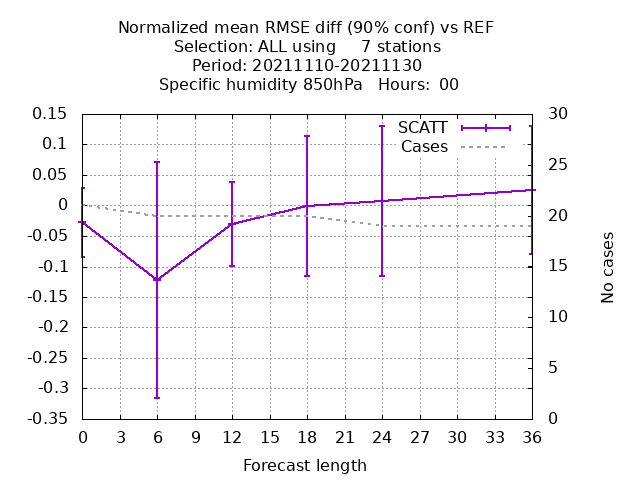 Normalized mean RMSE diff (90% conf) vs REF
Selection: ALL using     7 stations
Period: 20211110-20211130
Specific humidity 850hPa   Hours:  00
SCATT
Cases
0.15
0.1
0.05
0
-0.05
-0.1
-0.15
-0.2
-0.25
-0.3
-0.35
30
25
20
15
10
5
0
No cases
0 3 6 9 12 15 18 21 24 27 30 33 36
Forecast length